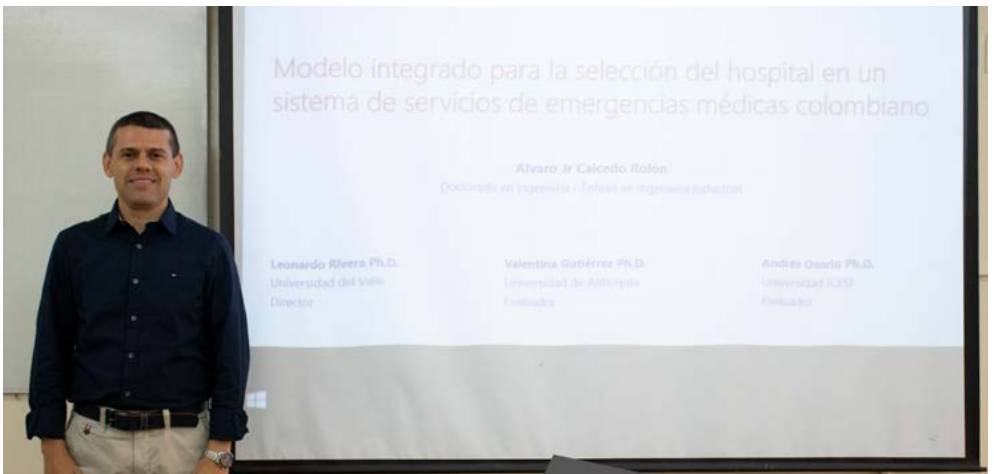 Modelo integrado para la selección del hospital en un
sistema de servicios de emergencias médicas colombiano
Alvaro Jr Caicedo Rolón
Doctorado en Ingeniería - Énfasis en Ingeniería Industrial
Leonardo Rivera Ph.D.
Valentina Gutiérrez Ph.D.
Andrés Osorio Ph.D.
Universidad del Valle
Universidad de Antioquia
Universidad ICESI
Director
Evaluador
Evaluador